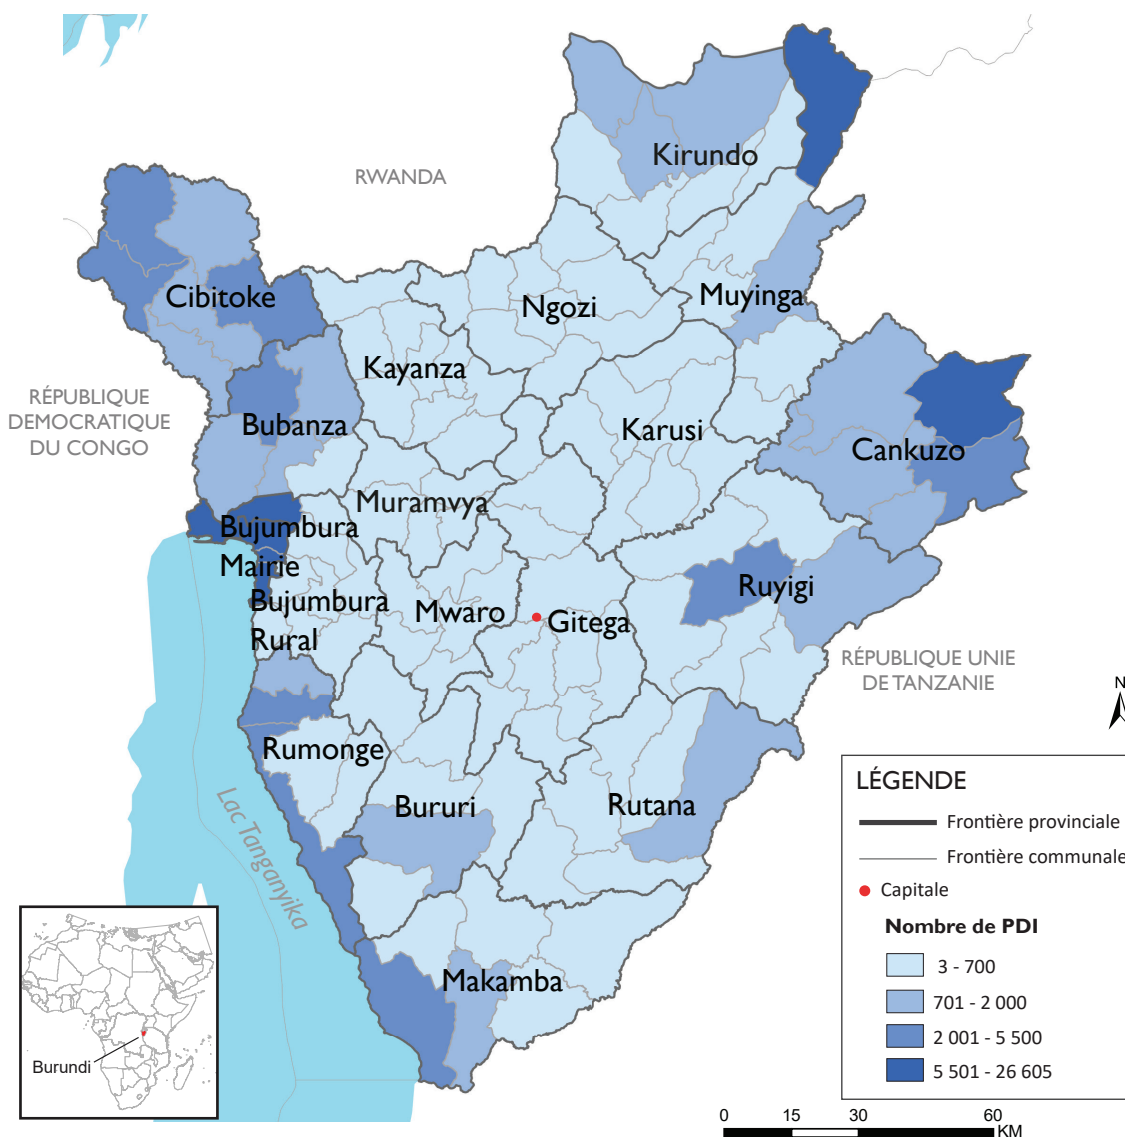 RWANDA
Kirundo
Cibitoke
Ngozi
Muyinga
Kayanza
RÉPUBLIQUE
DEMOCRATIQUE
DU CONGO
Bubanza
Karusi
Cankuzo
Muramvya
Bujumbura
Mairie
Bujumbura
Rural
Mwaro
Gitega
Ruyigi
RÉPUBLIQUE UNIE
DE TANZANIE
N
Rumonge
Lac Tanganyika
Bururi
Rutana
Makamba
LÉGENDE
Frontière provinciale
Frontière communale
Capitale
Nombre de PDI
3 - 700
701 - 2 000
2 001 - 5 500
5 501 - 26 605
Burundi
0 15 30 60
KM